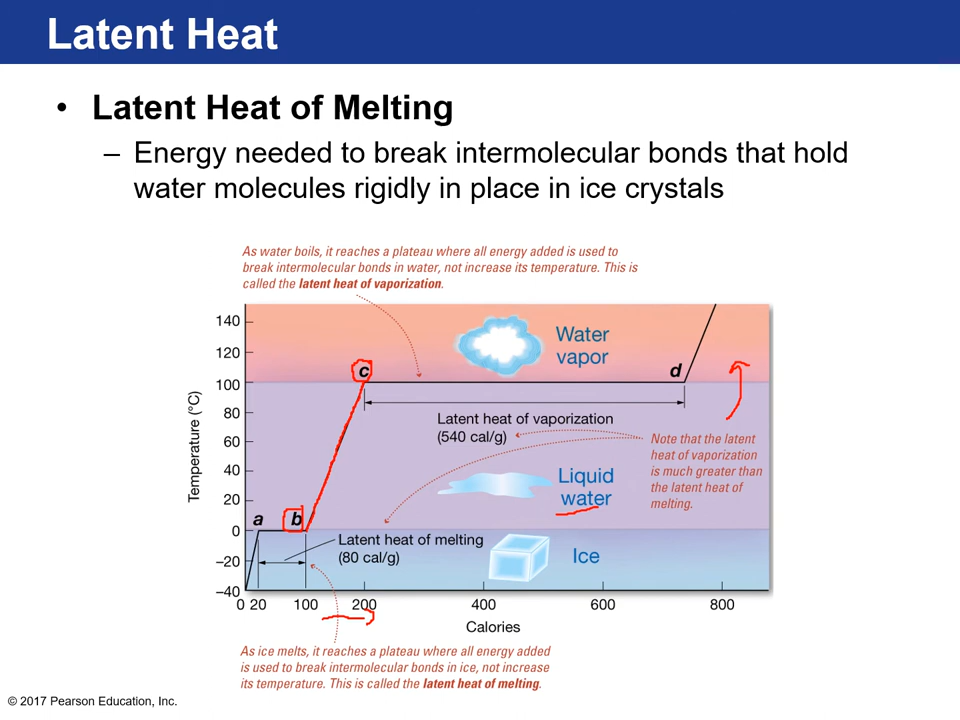 Latent Heat
• Latent Heat of Melting
– Energy needed to break intermolecular bonds that hold
water molecules rigidly in place in ice crystals
As water boils, it reaches a plateau where all energy added is used to
break intermolecular bonds in water, not increase its temperature. This is
called the latent heat of vaporization.
Temperature (°C)
140
120
100
80
60
40
20
0
–20
–40
Water
vapor
c
d
Latent heat of vaporization
(540 cal/g)
Note that the latent
heat of vaporization
is much greater than
the latent heat of
melting.
Liquid
water
a
b
Latent heat of melting
(80 cal/g)
Ice
0 20 100 200 400 600 800
Calories
As ice melts, it reaches a plateau where all energy added
is used to break intermolecular bonds in ice, not increase
its temperature. This is called the latent heat of melting.
© 2017 Pearson Education, Inc.